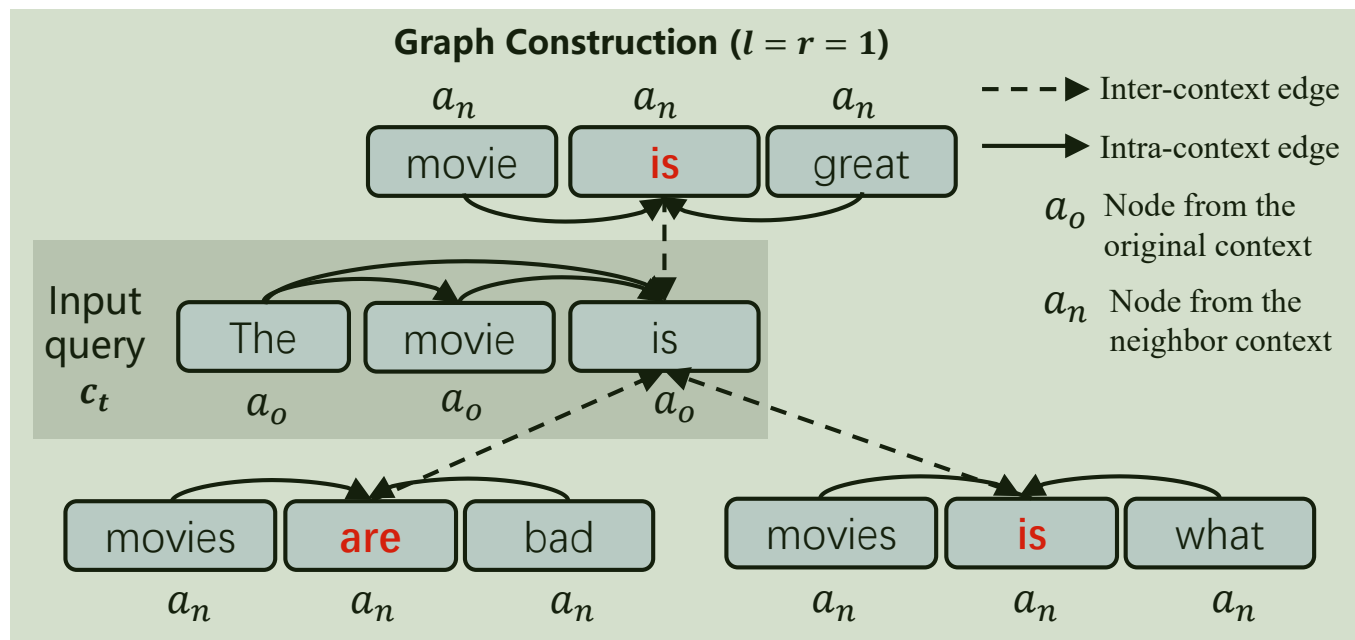 Graph Construction (l = r = 1)
a_n a_n a_n
movie is great
Inter-context edge
Intra-context edge
a_o Node from the
original context
a_n Node from the
neighbor context
Input
query
c_t
The movie is
a_o a_o a_o
movies are bad
a_n a_n a_n
movies is what
a_n a_n a_n